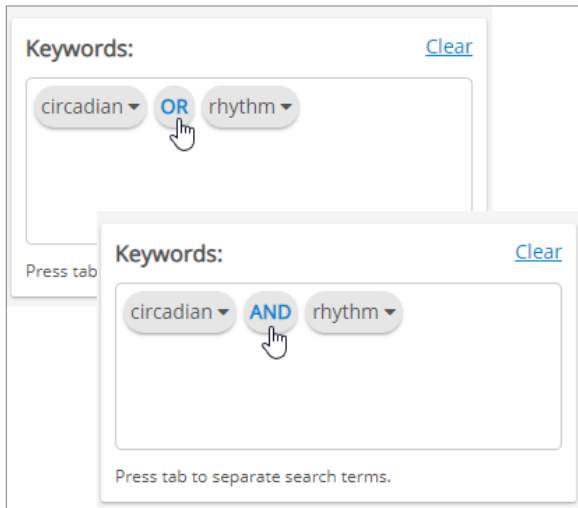 Keywords: Clear
circadian OR rhythm
Press tab
Keywords: Clear
circadian AND rhythm
Press tab to separate search terms.